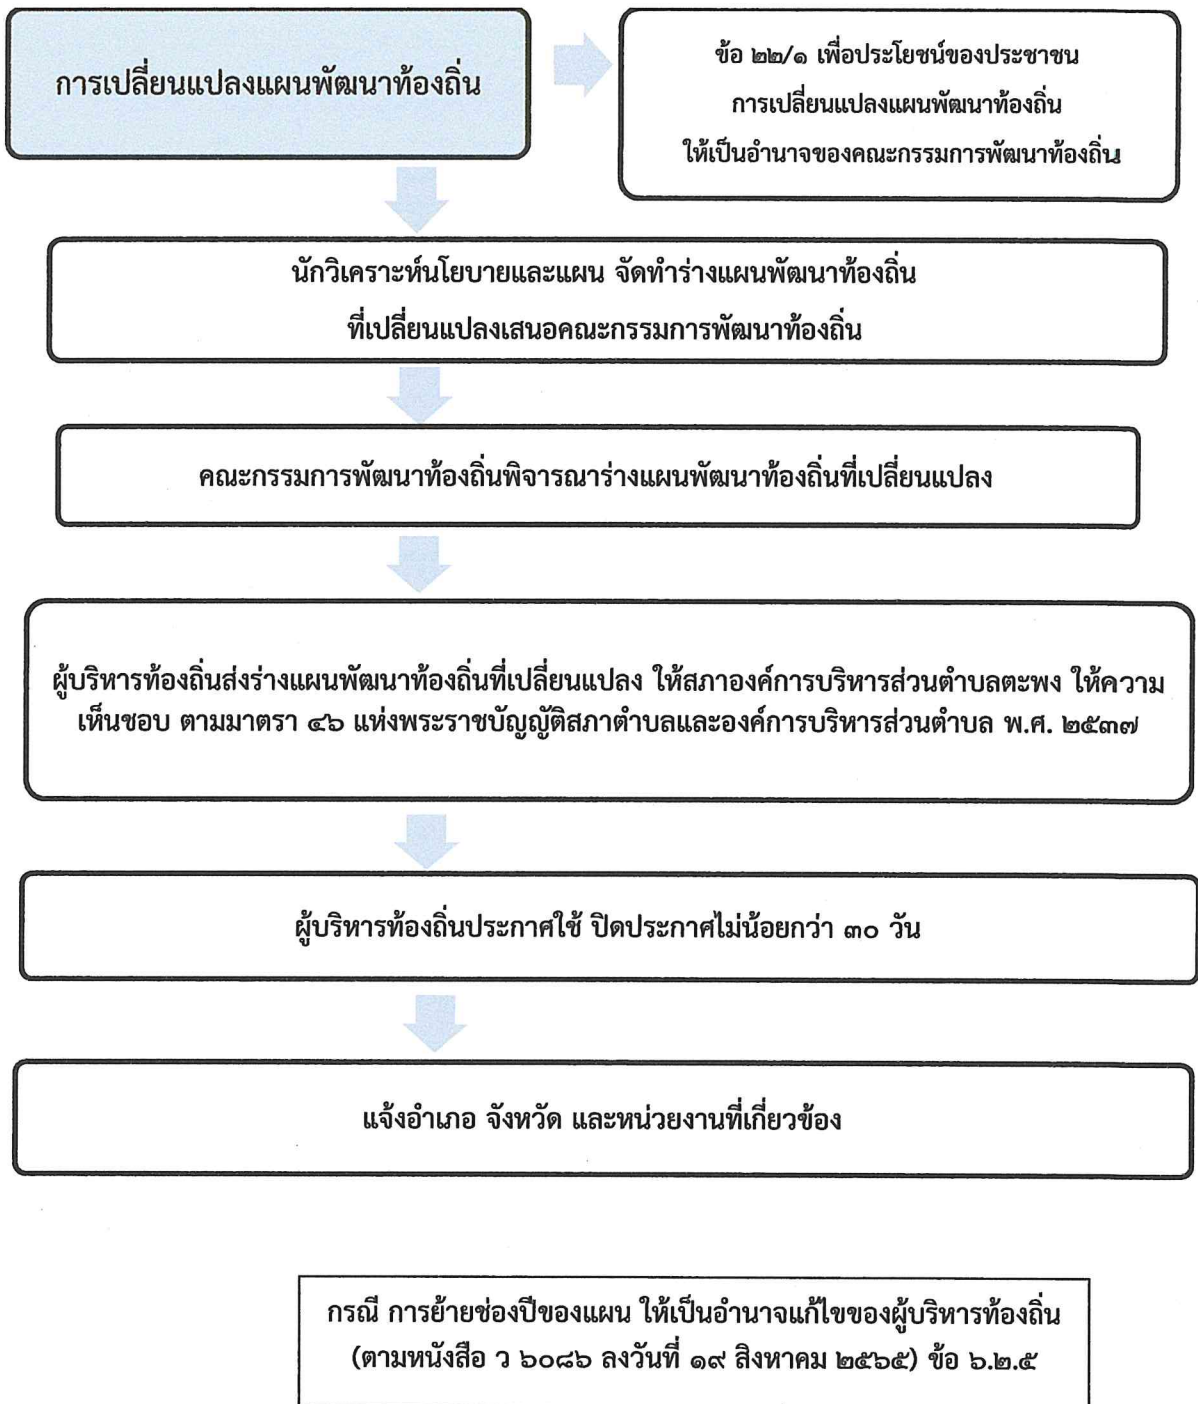 การเปลี่ยนแปลงแผนพัฒนาท้องถิ่น
ข้อ ๒๒/๑ เพื่อประโยชน์ของประชาชน
การเปลี่ยนแปลงแผนพัฒนาท้องถิ่น
ให้เป็นอำนาจของคณะกรรมการพัฒนาท้องถิ่น
นักวิเคราะห์นโยบายและแผน จัดทำร่างแผนพัฒนาท้องถิ่น
ที่เปลี่ยนแปลงเสนอคณะกรรมการพัฒนาท้องถิ่น
คณะกรรมการพัฒนาท้องถิ่นพิจารณาร่างแผนพัฒนาท้องถิ่นที่เปลี่ยนแปลง
ผู้บริหารท้องถิ่นส่งร่างแผนพัฒนาท้องถิ่นที่เปลี่ยนแปลง ให้สภาองค์การบริหารส่วนตำบลตะพง ให้ความ
เห็นชอบ ตามมาตรา ๔๖ แห่งพระราชบัญญัติสภาตำบลและองค์การบริหารส่วนตำบล พ.ศ. ๒๕๓๗
ผู้บริหารท้องถิ่นประกาศใช้ ปิดประกาศไม่น้อยกว่า ๓๐ วัน
แจ้งอำเภอ จังหวัด และหน่วยงานที่เกี่ยวข้อง
กรณี การย้ายช่องปีของแผน ให้เป็นอำนาจแก้ไขของผู้บริหารท้องถิ่น
(ตามหนังสือ ว ๖๐๘๖ ลงวันที่ ๑๙ สิงหาคม ๒๕๖๕) ข้อ ๖.๒.๕